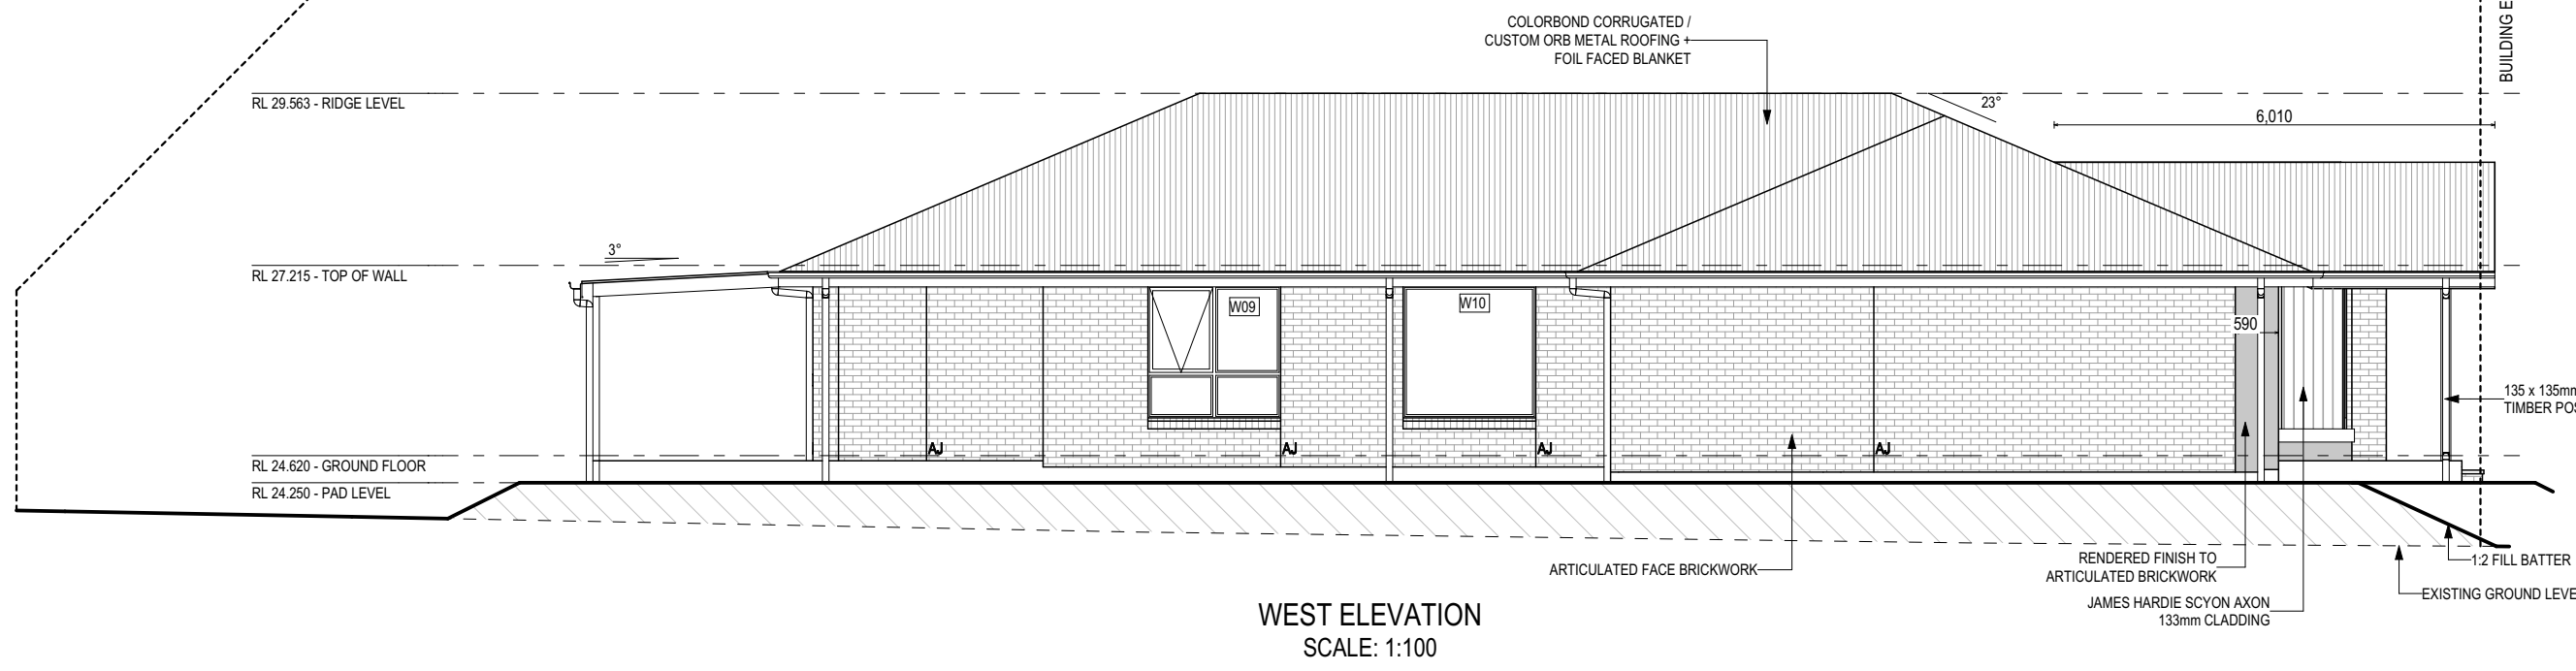 COLORBOND CORRUGATED /
CUSTOM ORB METAL ROOFING +
FOIL FACED BLANKET
BUILDING E
RL 29.563 - RIDGE LEVEL
23°
6,010
3°
RL 27.215 - TOP OF WALL
W09
W10
590
135 x 135mm
TIMBER POS
AJ
AJ
AJ
AJ
RL 24.620 - GROUND FLOOR
RL 24.250 - PAD LEVEL
ARTICULATED FACE BRICKWORK
RENDERED FINISH TO
ARTICULATED BRICKWORK
1:2 FILL BATTER
EXISTING GROUND LEVE
JAMES HARDIE SCYON AXON
133mm CLADDING
WEST ELEVATION
SCALE: 1:100